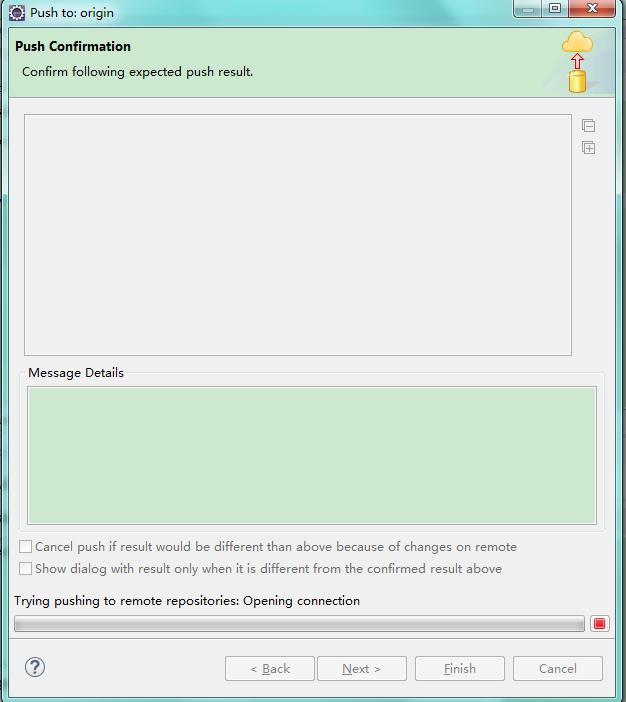 Push to: origin
Push Confirmation
Confirm following expected push result.
Message Details
Cancel push if result would be different than above because of changes on remote
Show dialog with result only when it is different from the confirmed result above
Trying pushing to remote repositories: Opening connection
< Back Next > Finish Cancel